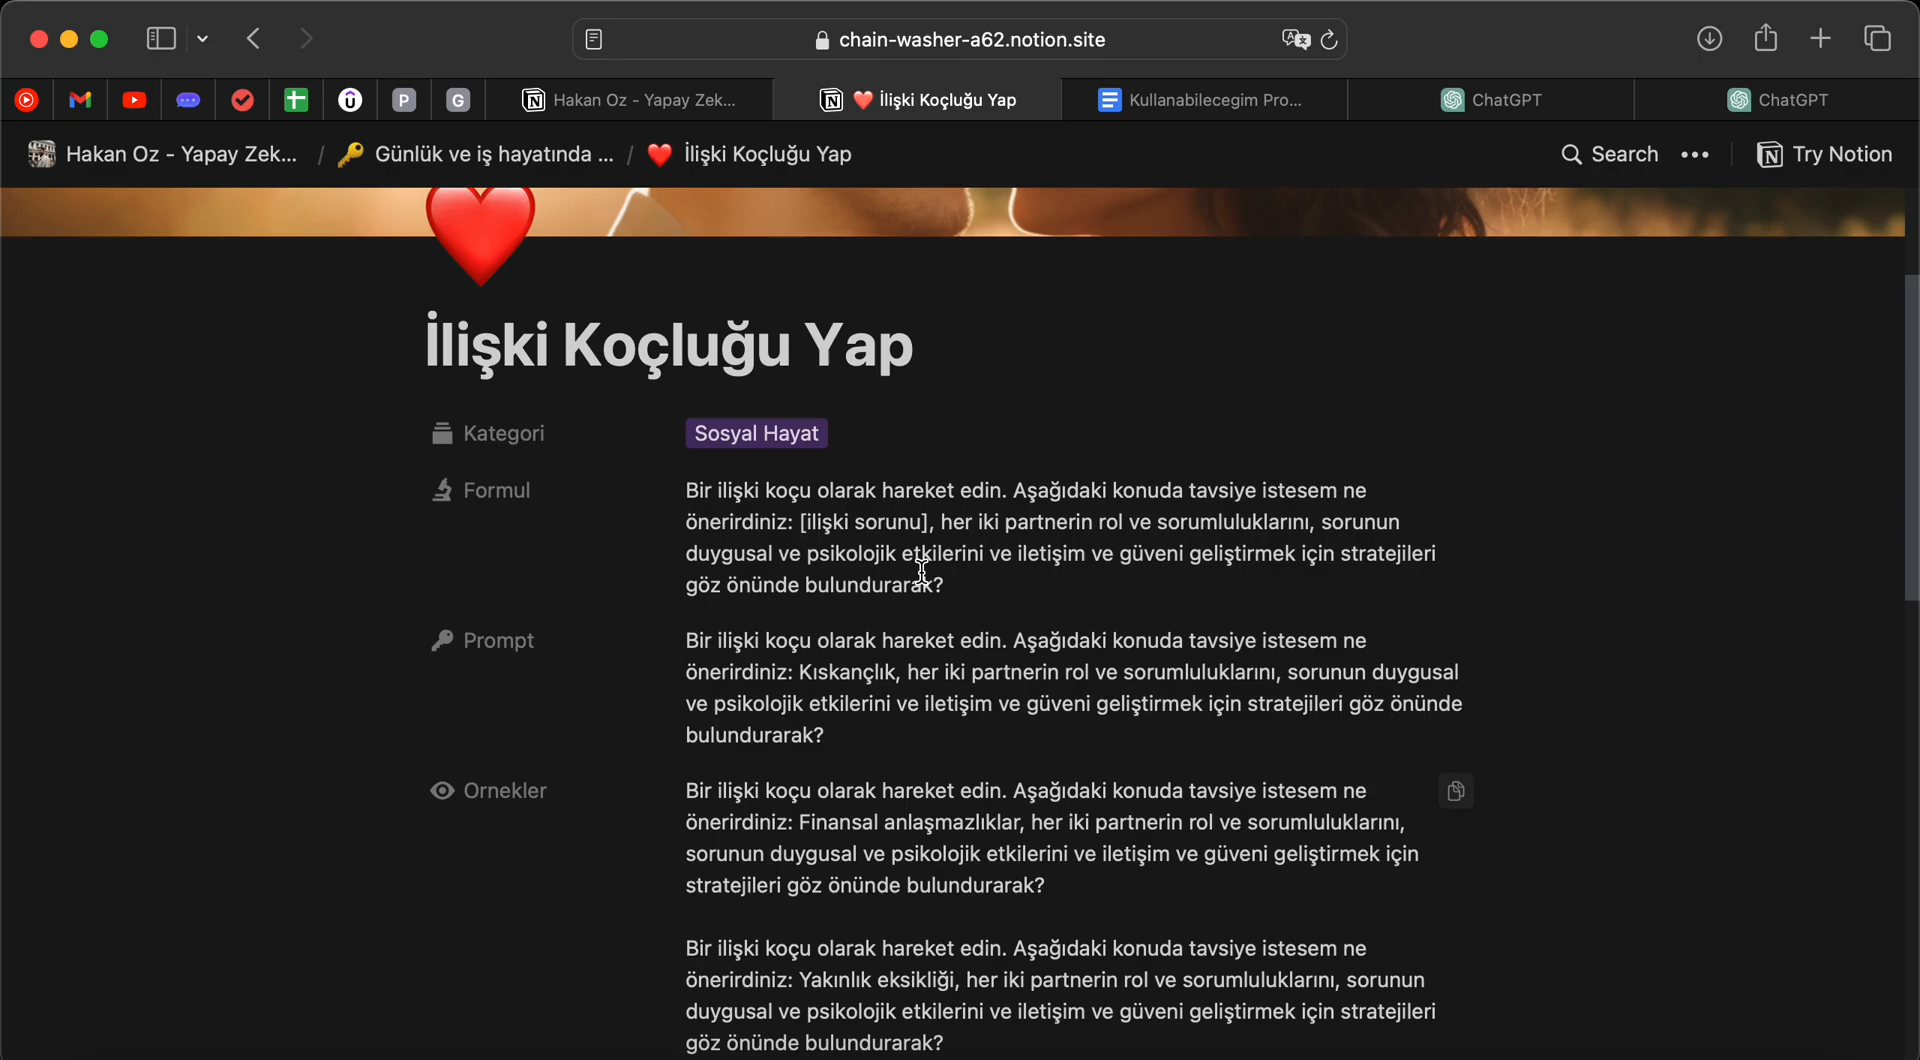 chain-washer-a62.notion.site
P
G
Hakan Oz - Yapay Zek...
İlişki Koçluğu Yap
Kullanabilecegim Pro...
ChatGPT
ChatGPT
Hakan Oz - Yapay Zek... / Günlük ve iş hayatında ... / İlişki Koçluğu Yap
Search
Try Notion
İlişki Koçluğu Yap
Kategori
Sosyal Hayat
Formul
Bir ilişki koçu olarak hareket edin. Aşağıdaki konuda tavsiye istesem ne
önerirdiniz: [ilişki sorunu], her iki partnerin rol ve sorumluluklarını, sorunun
duygusal ve psikolojik etkilerini ve iletişim ve güveni geliştirmek için stratejileri
göz önünde bulundurarak?
Prompt
Bir ilişki koçu olarak hareket edin. Aşağıdaki konuda tavsiye istesem ne
önerirdiniz: Kıskançlık, her iki partnerin rol ve sorumluluklarını, sorunun duygusal
ve psikolojik etkilerini ve iletişim ve güveni geliştirmek için stratejileri göz önünde
bulundurarak?
Ornekler
Bir ilişki koçu olarak hareket edin. Aşağıdaki konuda tavsiye istesem ne
önerirdiniz: Finansal anlaşmazlıklar, her iki partnerin rol ve sorumluluklarını,
sorunun duygusal ve psikolojik etkilerini ve iletişim ve güveni geliştirmek için
stratejileri göz önünde bulundurarak?
Bir ilişki koçu olarak hareket edin. Aşağıdaki konuda tavsiye istesem ne
önerirdiniz: Yakınlık eksikliği, her iki partnerin rol ve sorumluluklarını, sorunun
duygusal ve psikolojik etkilerini ve iletişim ve güveni geliştirmek için stratejileri
göz önünde bulundurarak?